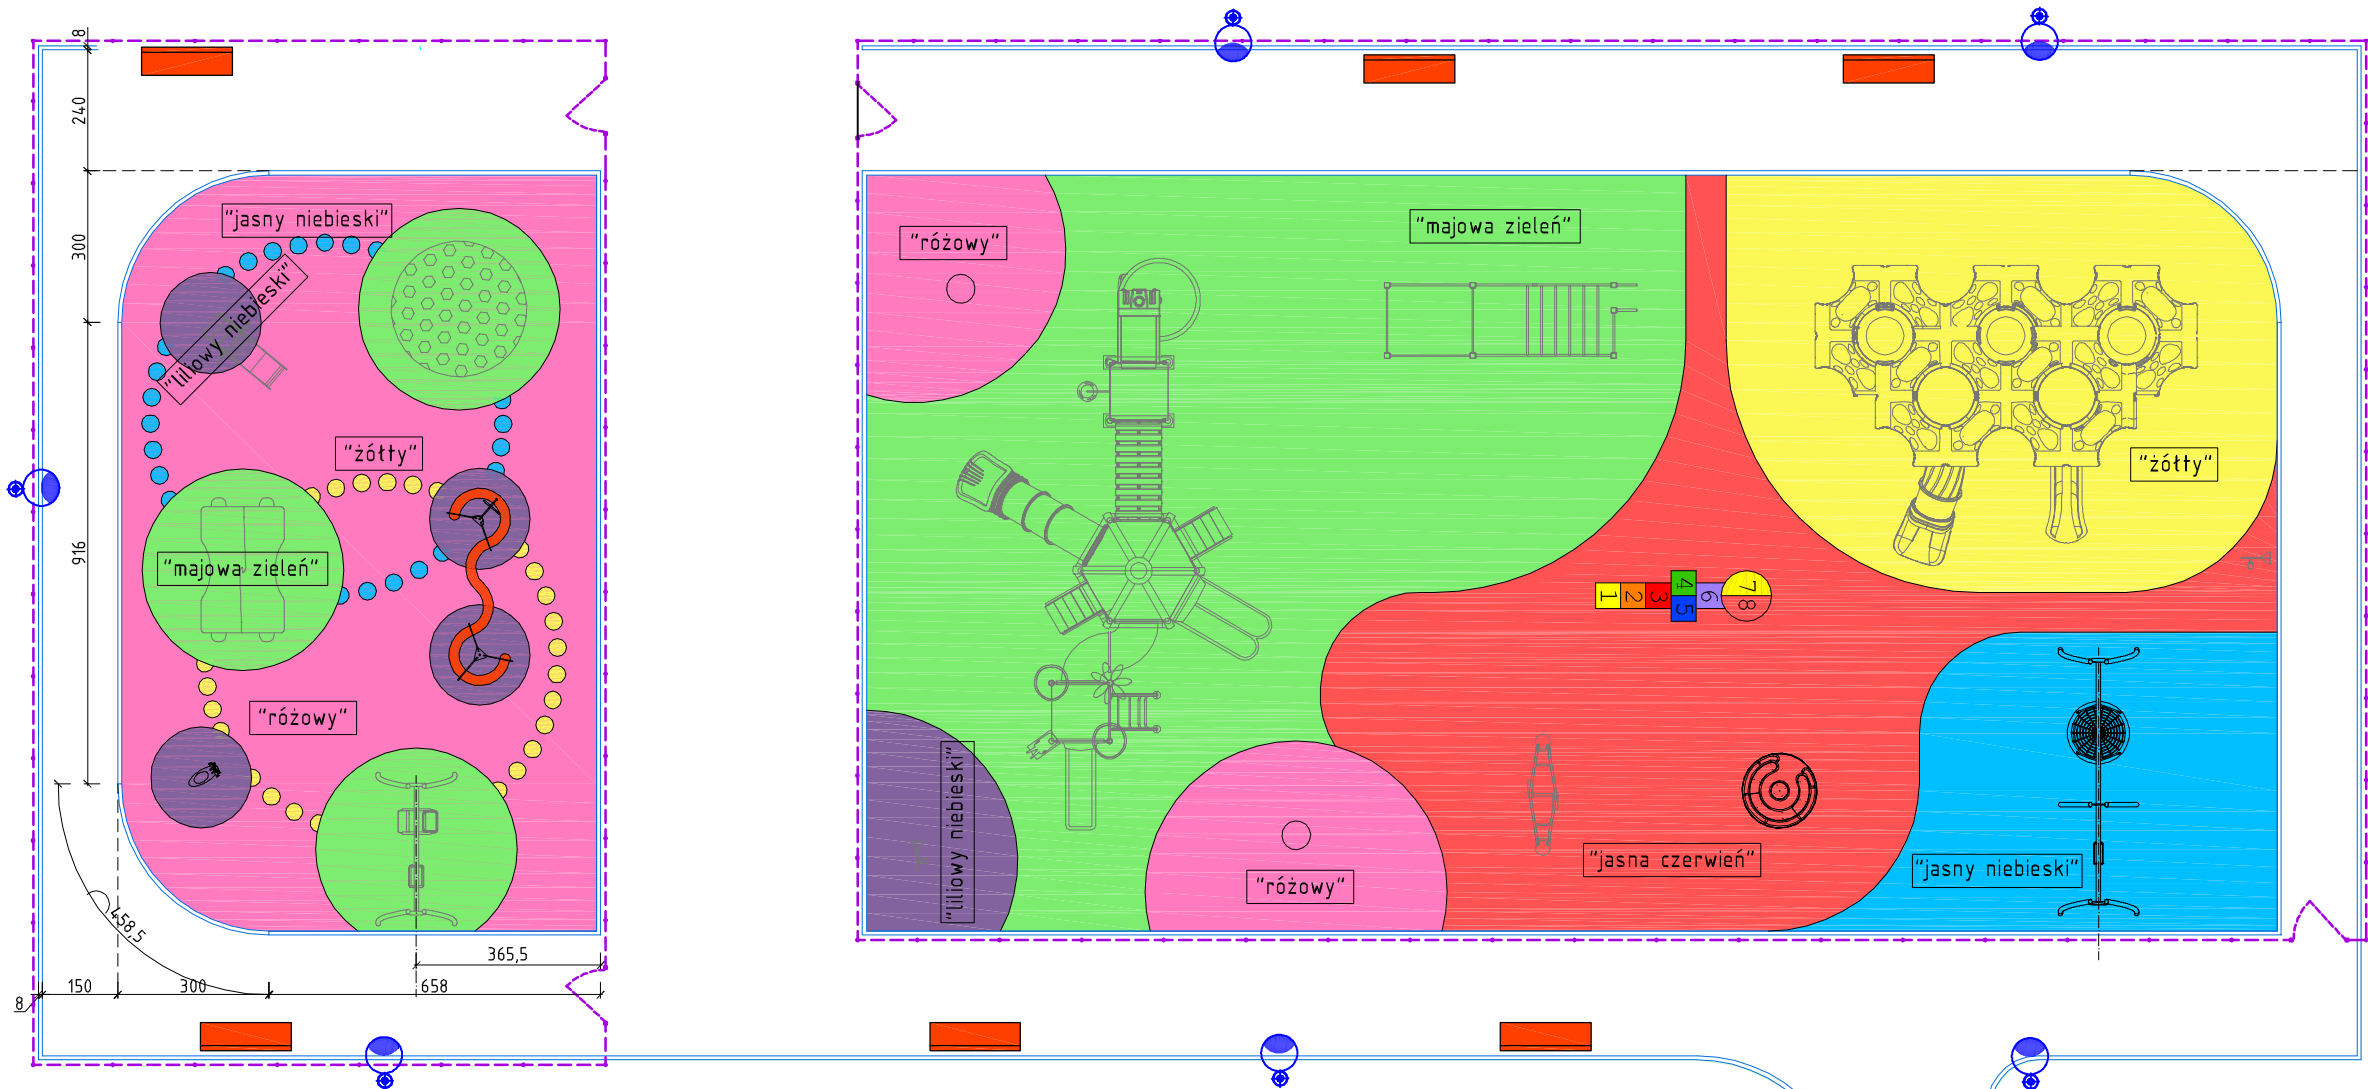 8
240
300
916
"jasny niebieski"
"liliowy niebieski"
"żółty"
"majowa zieleń"
"różowy"
458,5
365,5
150
300
658
8
"różowy"
"majowa zieleń"
"żółty"
1 2 3 4 5 6 7 8
"liliowy niebieski"
"różowy"
"jasna czerwień"
"jasny niebieski"